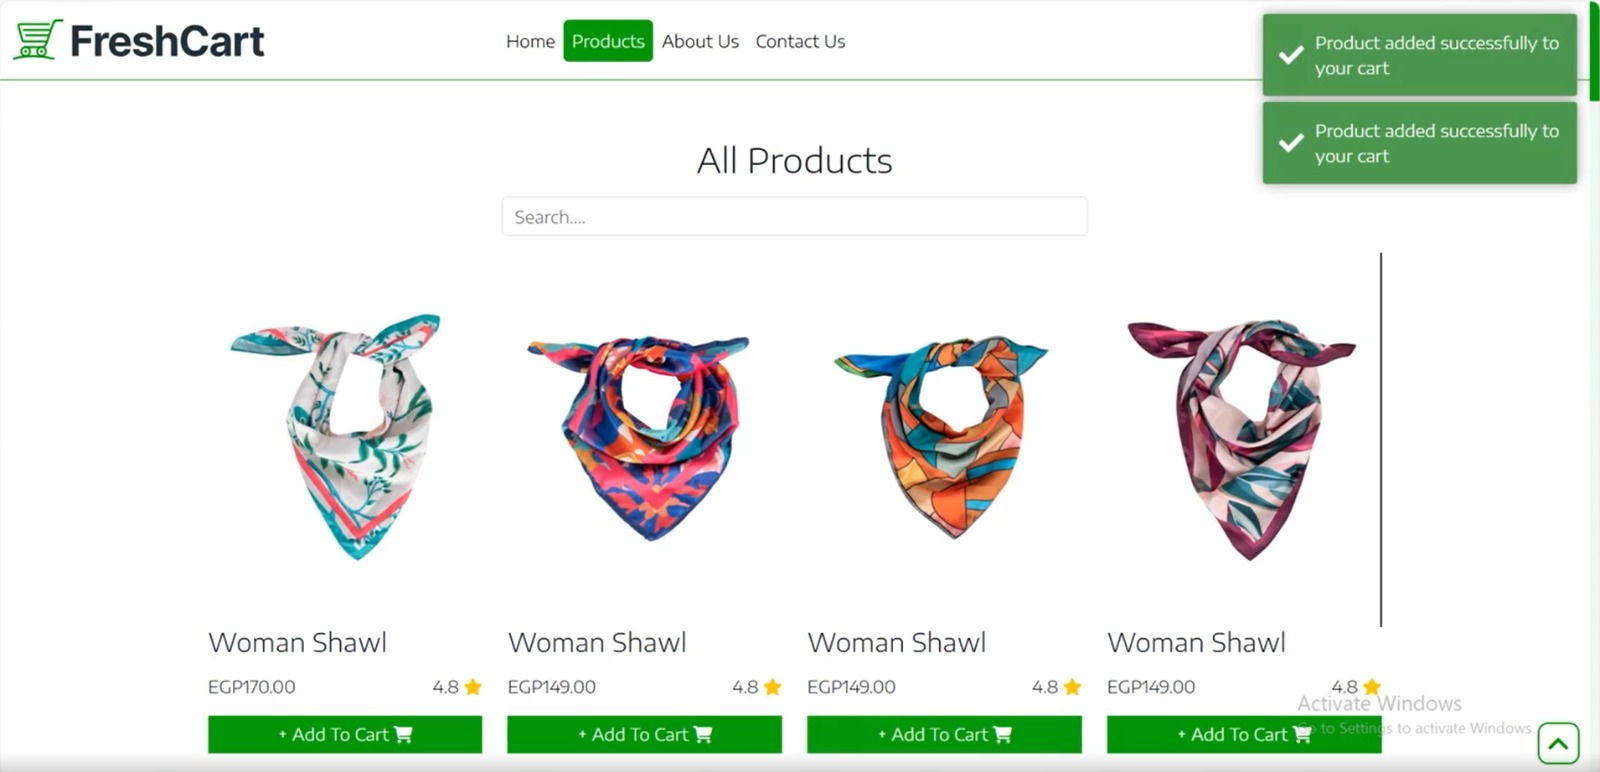 FreshCart
Home Products About Us Contact Us
Product added successfully to
your cart
Product added successfully to
your cart
All Products
Search....
Woman Shawl
EGP170.00 4.8
+ Add To Cart
Woman Shawl
EGP149.00 4.8
+ Add To Cart
Woman Shawl
EGP149.00 4.8
+ Add To Cart
Woman Shawl
EGP149.00 4.8
+ Add To Cart
Activate Windows
Go to Settings to activate Windows.